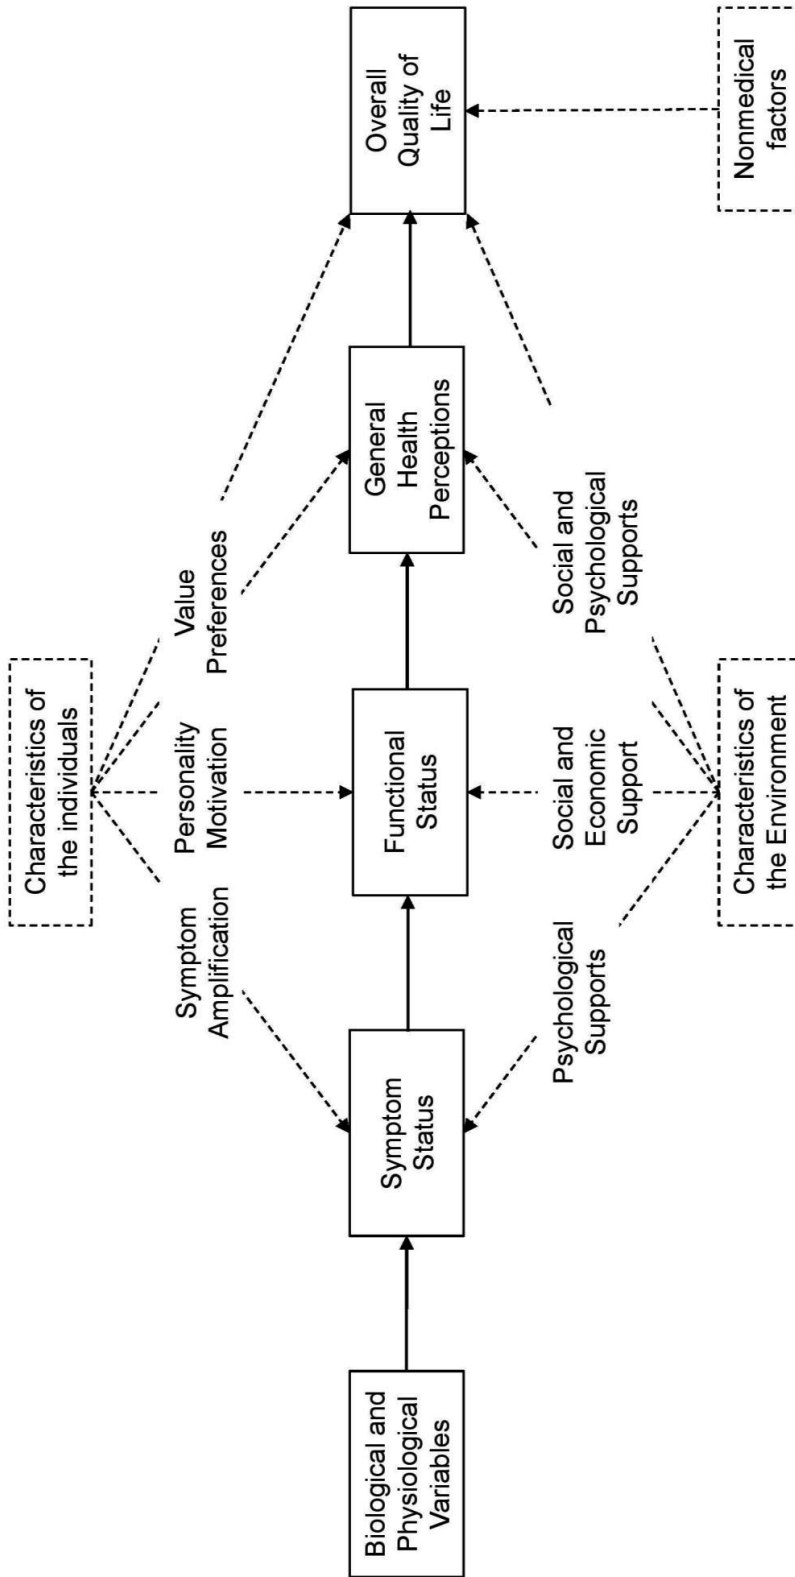 Characteristics of
the individuals
Symptom
Amplification
Personality
Motivation
Value
Preferences
Biological and
Physiological
Variables
Symptom
Status
Functional
Status
General
Health
Perceptions
Overall
Quality of
Life
Psychological
Supports
Social and
Economic
Support
Social and
Psychological
Supports
Characteristics of
the Environment
Nonmedical
factors